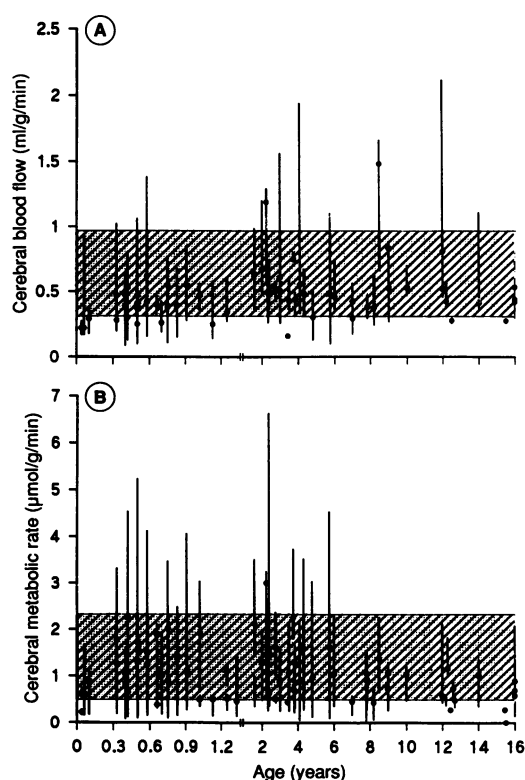 A
2.5
2
1.5
1
0.5
0
Cerebral blood flow (ml/g/min)
B
7
6
5
4
3
2
1
0
Cerebral metabolic rate (μmol/g/min)
0 0.3 0.6 0.9 1.2 2 4 6 8 10 12 14 16
Age (years)